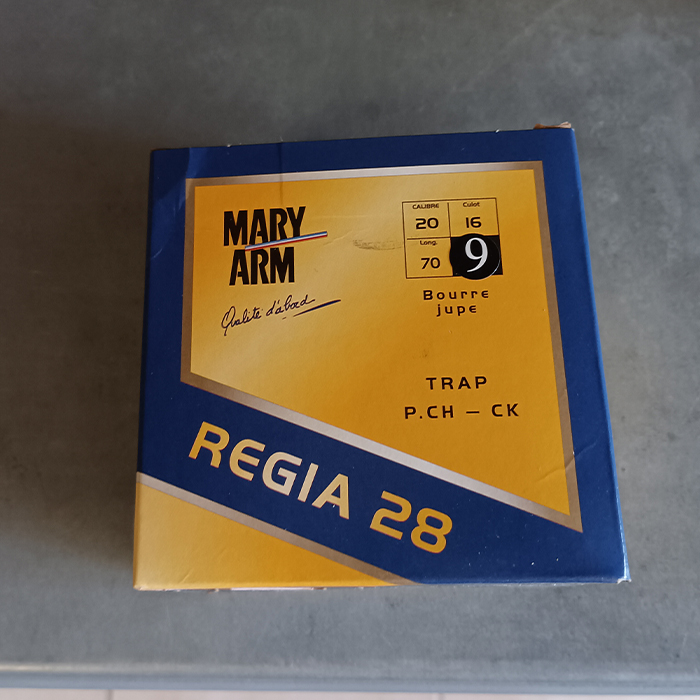 MARY
ARM
Qualité d'abord
CALIBRE Culot
20 16
Long.
70 9
Bourre
jupe
TRAP
P.CH – CK
REGIA 28